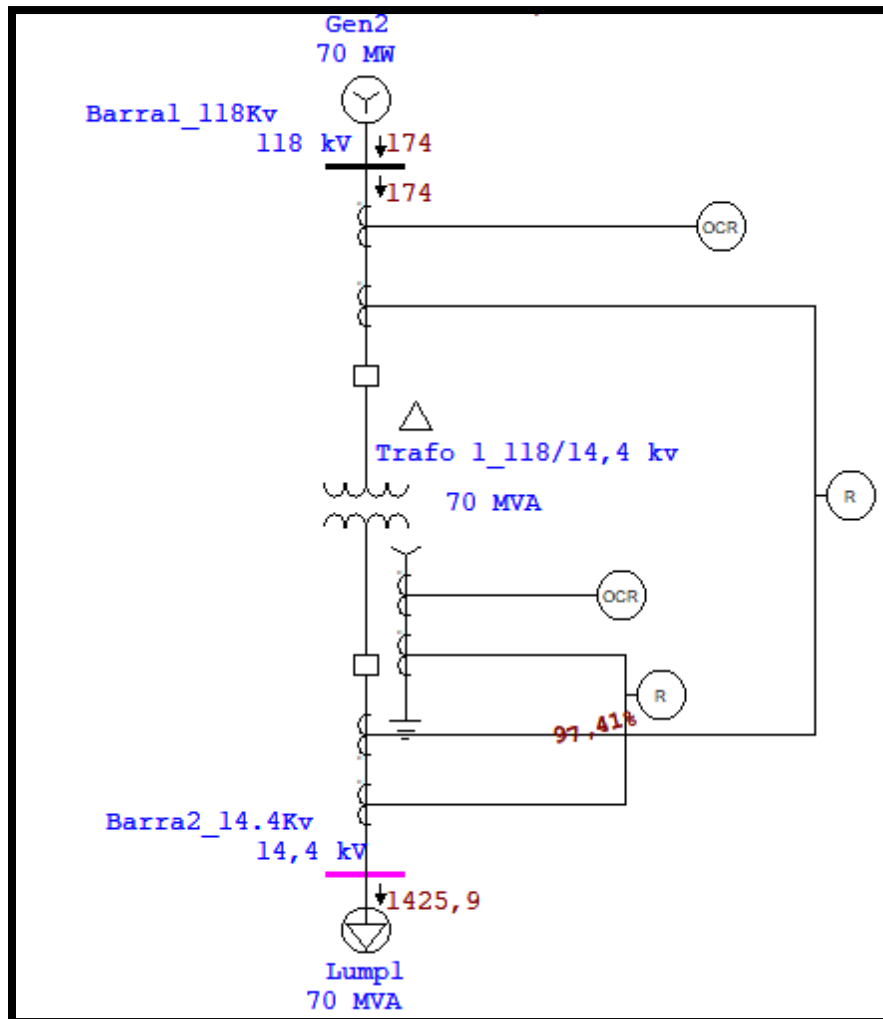 Gen2
70 MW
Barra1_118Kv
118 kV
174
174
OCR
Trafo 1_118/14,4 kv
70 MVA
R
OCR
R
97,41%
Barra2_14.4Kv
14,4 kV
1425,9
Lump1
70 MVA